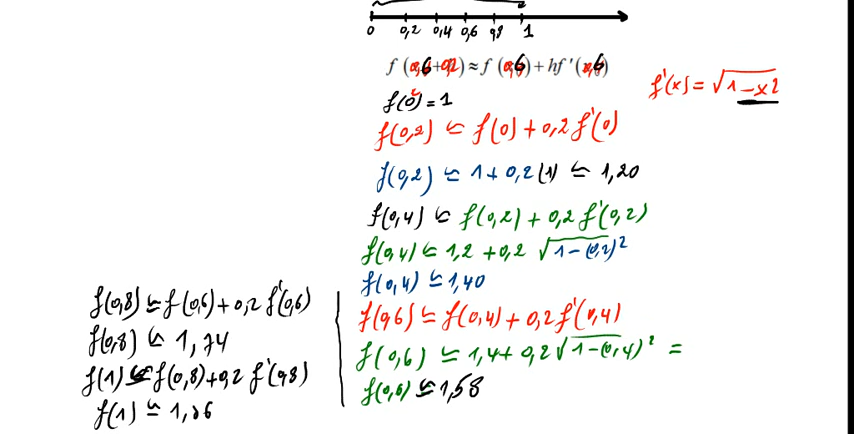 0 0,2 0,4 0,6 0,8 1
f (0,6+0,2) ≈ f (0,6) + hf '(0,6)
f'(x) = √(1-x2)
f(0) = 1
f(0,2) ≃ f(0) + 0,2 f'(0)
f(0,2) ≃ 1 + 0,2 (1) ≃ 1,20
f(0,4) ≃ f(0,2) + 0,2 f'(0,2)
f(0,4) ≃ 1,2 + 0,2 √(1-(0,2)²)
f(0,4) ≃ 1,40
f(0,6) ≃ f(0,4) + 0,2 f'(0,4)
f(0,6) ≃ 1,4 + 0,2 √(1-(0,4)²) =
f(0,6) ≃ 1,58
f(0,8) ≃ f(0,6) + 0,2 f'(0,6)
f(0,8) ≃ 1,74
f(1) ≃ f(0,8) + 0,2 f'(0,8)
f(1) ≃ 1,86